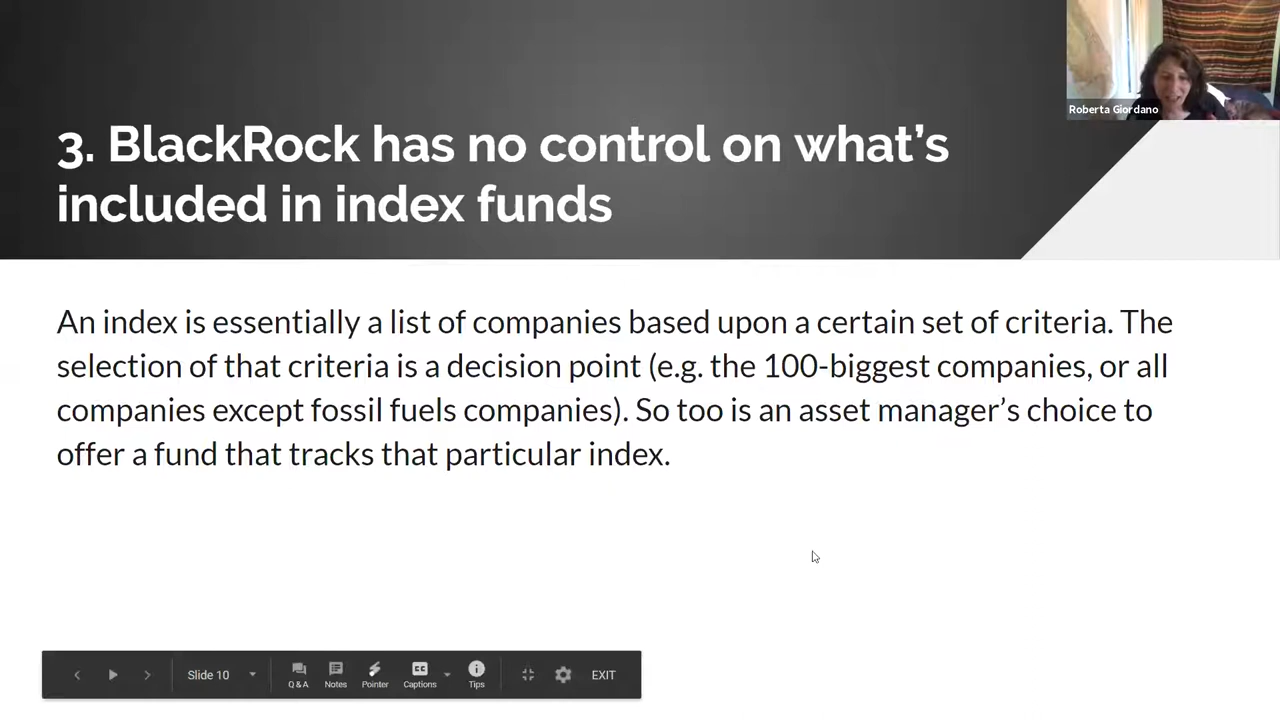 Roberta Giordano
3. BlackRock has no control on what’s
included in index funds
An index is essentially a list of companies based upon a certain set of criteria. The
selection of that criteria is a decision point (e.g. the 100-biggest companies, or all
companies except fossil fuels companies). So too is an asset manager’s choice to
offer a fund that tracks that particular index.
Slide 10
CC
Q & A Notes Pointer Captions Tips
EXIT